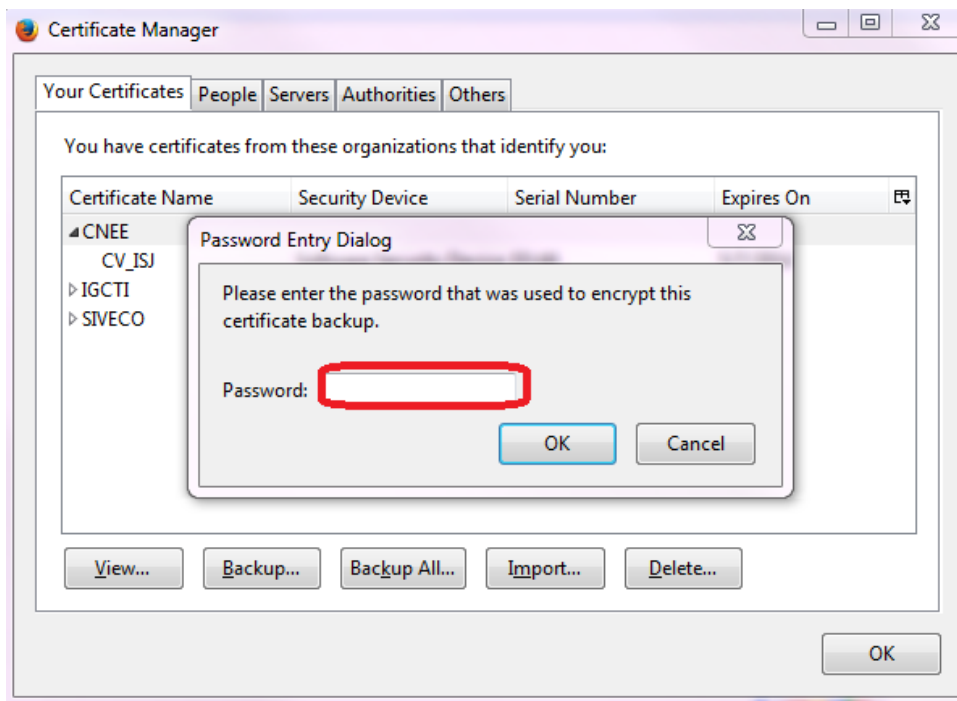 Certificate Manager
Your Certificates People Servers Authorities Others
You have certificates from these organizations that identify you:
Certificate Name Security Device Serial Number Expires On
CNEE
CV_ISJ
IGCTI
SIVECO
Password Entry Dialog
Please enter the password that was used to encrypt this
certificate backup.
Password:
OK Cancel
View... Backup... Backup All... Import... Delete...
OK